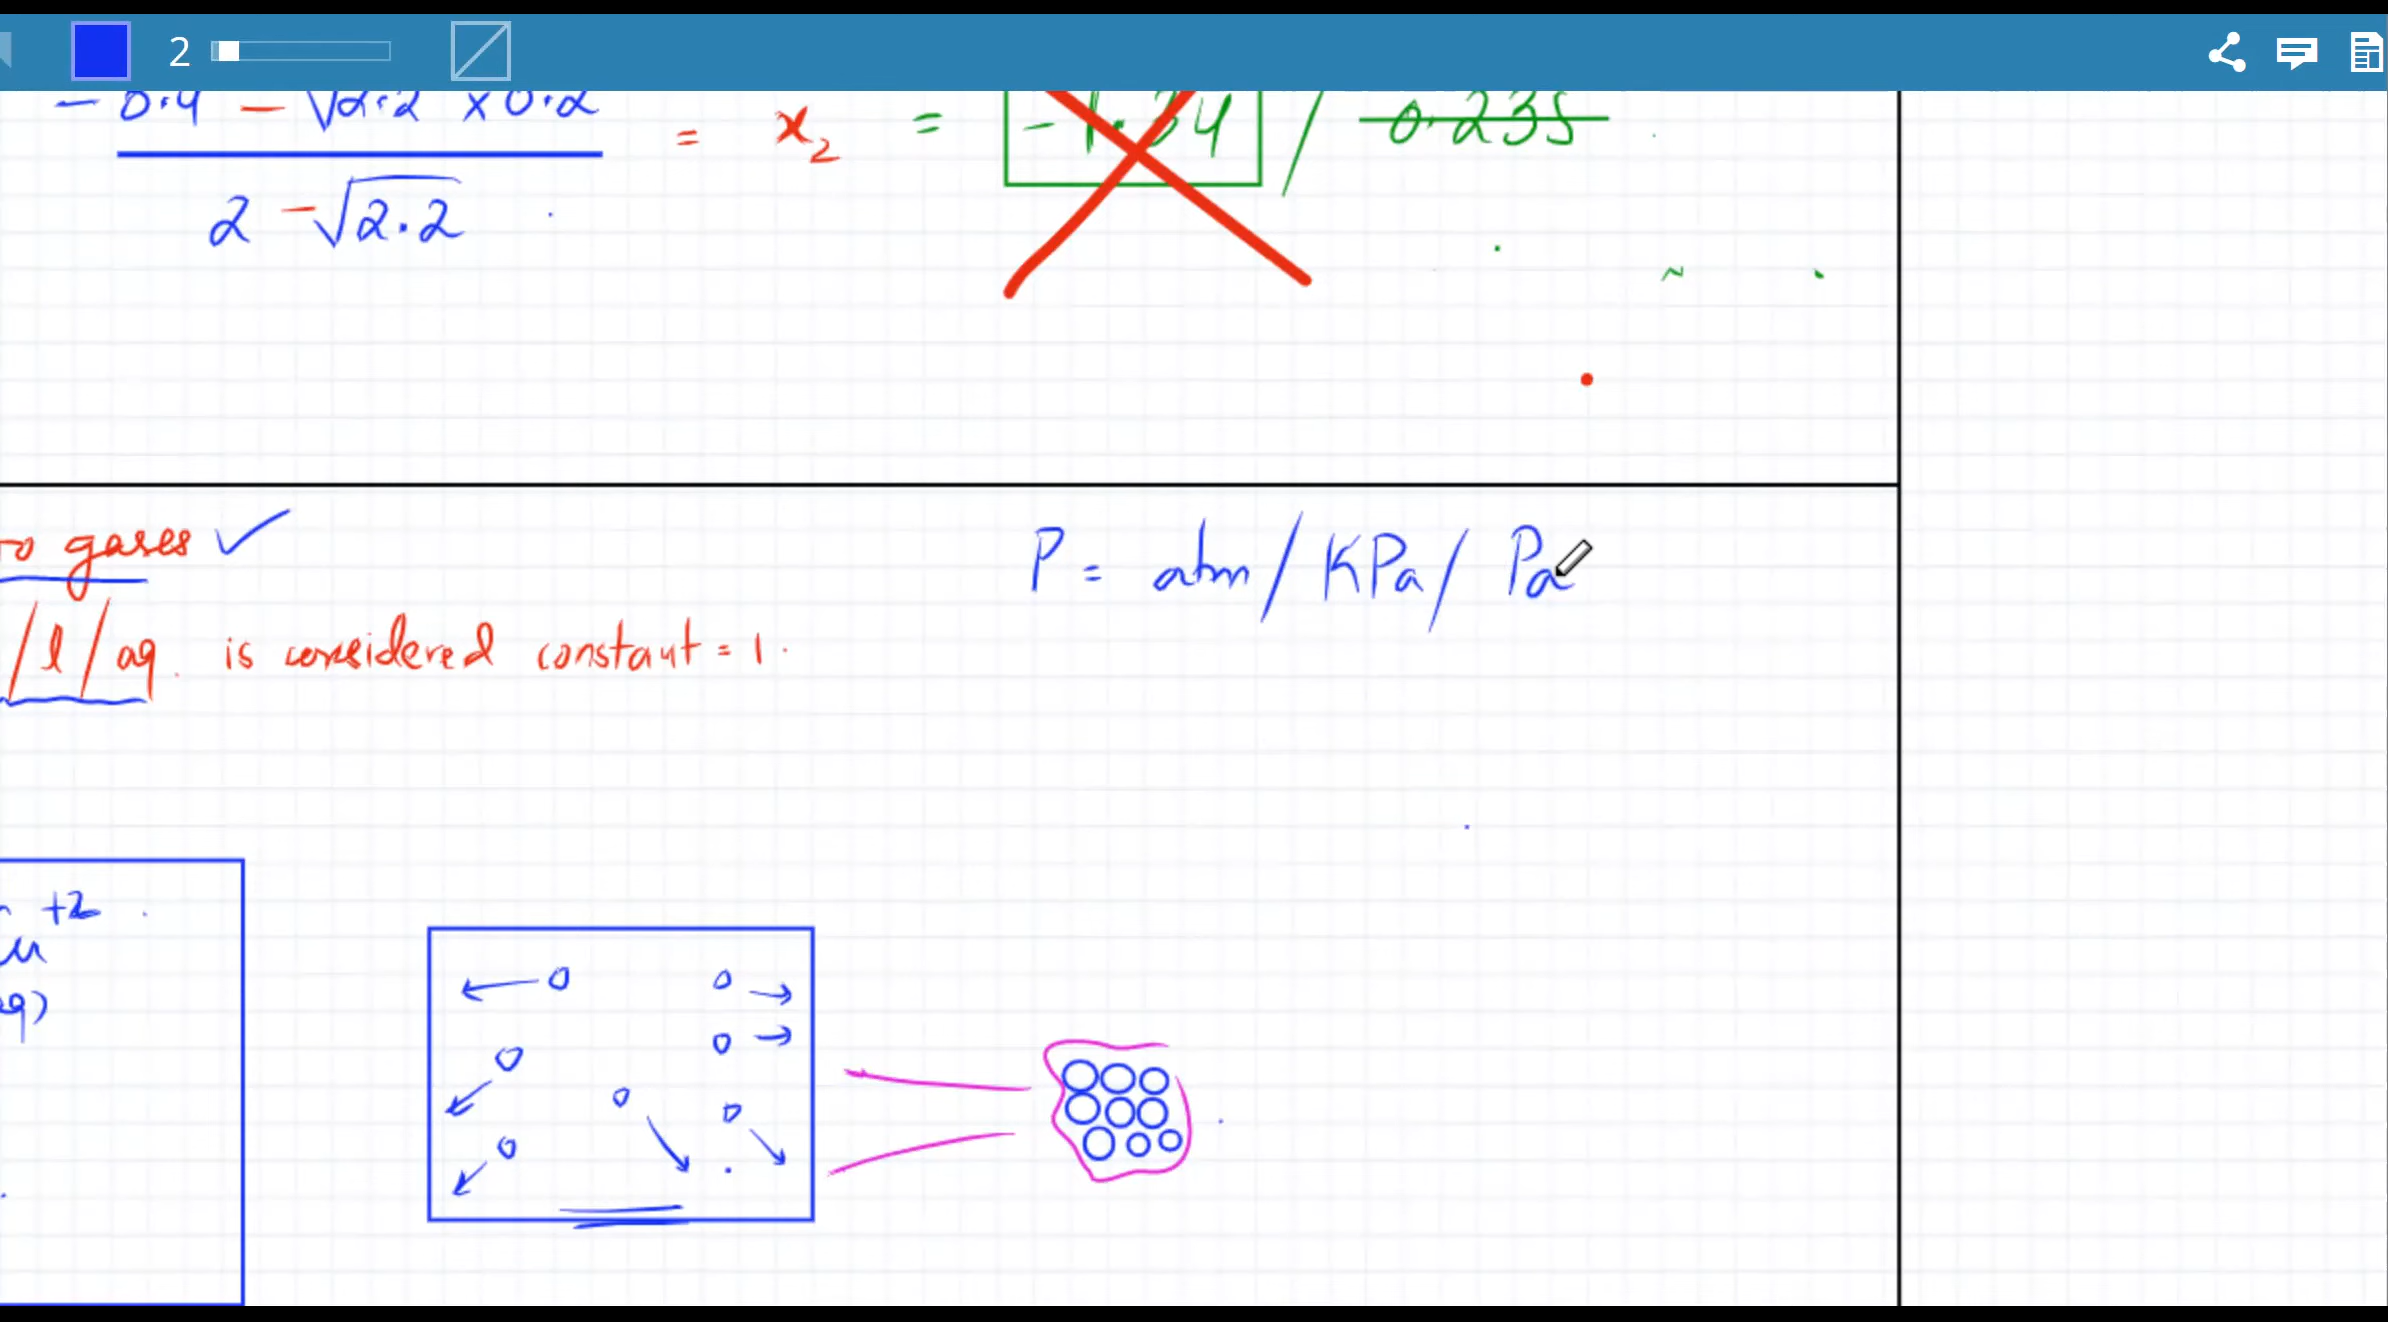 2
- 0.4 - √2.2 x 0.2
2 - √2.2
= x₂ = -1.34 / 0.235
to gases ✓
/l/aq. is considered constant = 1.
P = atm / KPa / Pa
+2